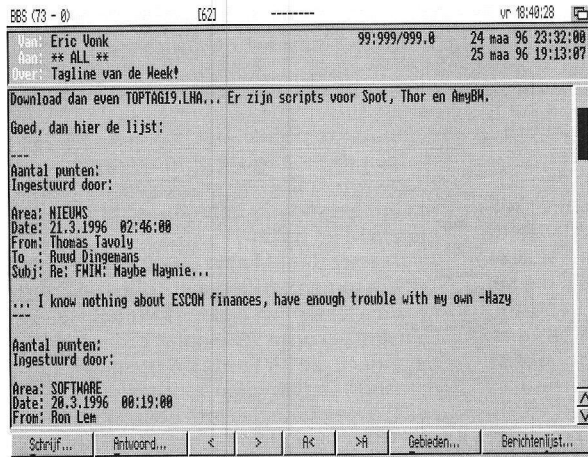 BBS (73 - 0) [62] -------- vr 18:40:28
Van: Eric Vonk 99:999/999.0 24 maa 96 23:32:00
Aan: ** ALL ** 25 maa 96 19:13:07
Over: Tagline van de Week!
Download dan even TOPTAG19.LHA... Er zijn scripts voor Spot, Thor en AmyBW.
Goed, dan hier de lijst:
---
Aantal punten:
Ingestuurd door:
Area: NIEUWS
Date: 21.3.1996 02:46:00
From: Thomas Tavoly
To : Ruud Dingemans
Subj: Re: FWIW: Maybe Haynie...
... I know nothing about ESCOM finances, have enough trouble with my own -Hazy
---
Aantal punten:
Ingestuurd door:
Area: SOFTWARE
Date: 20.3.1996 00:19:00
From: Ron Lem
Schrijf... Antwoord... < > A< >A Gebieden... Berichtenlijst...